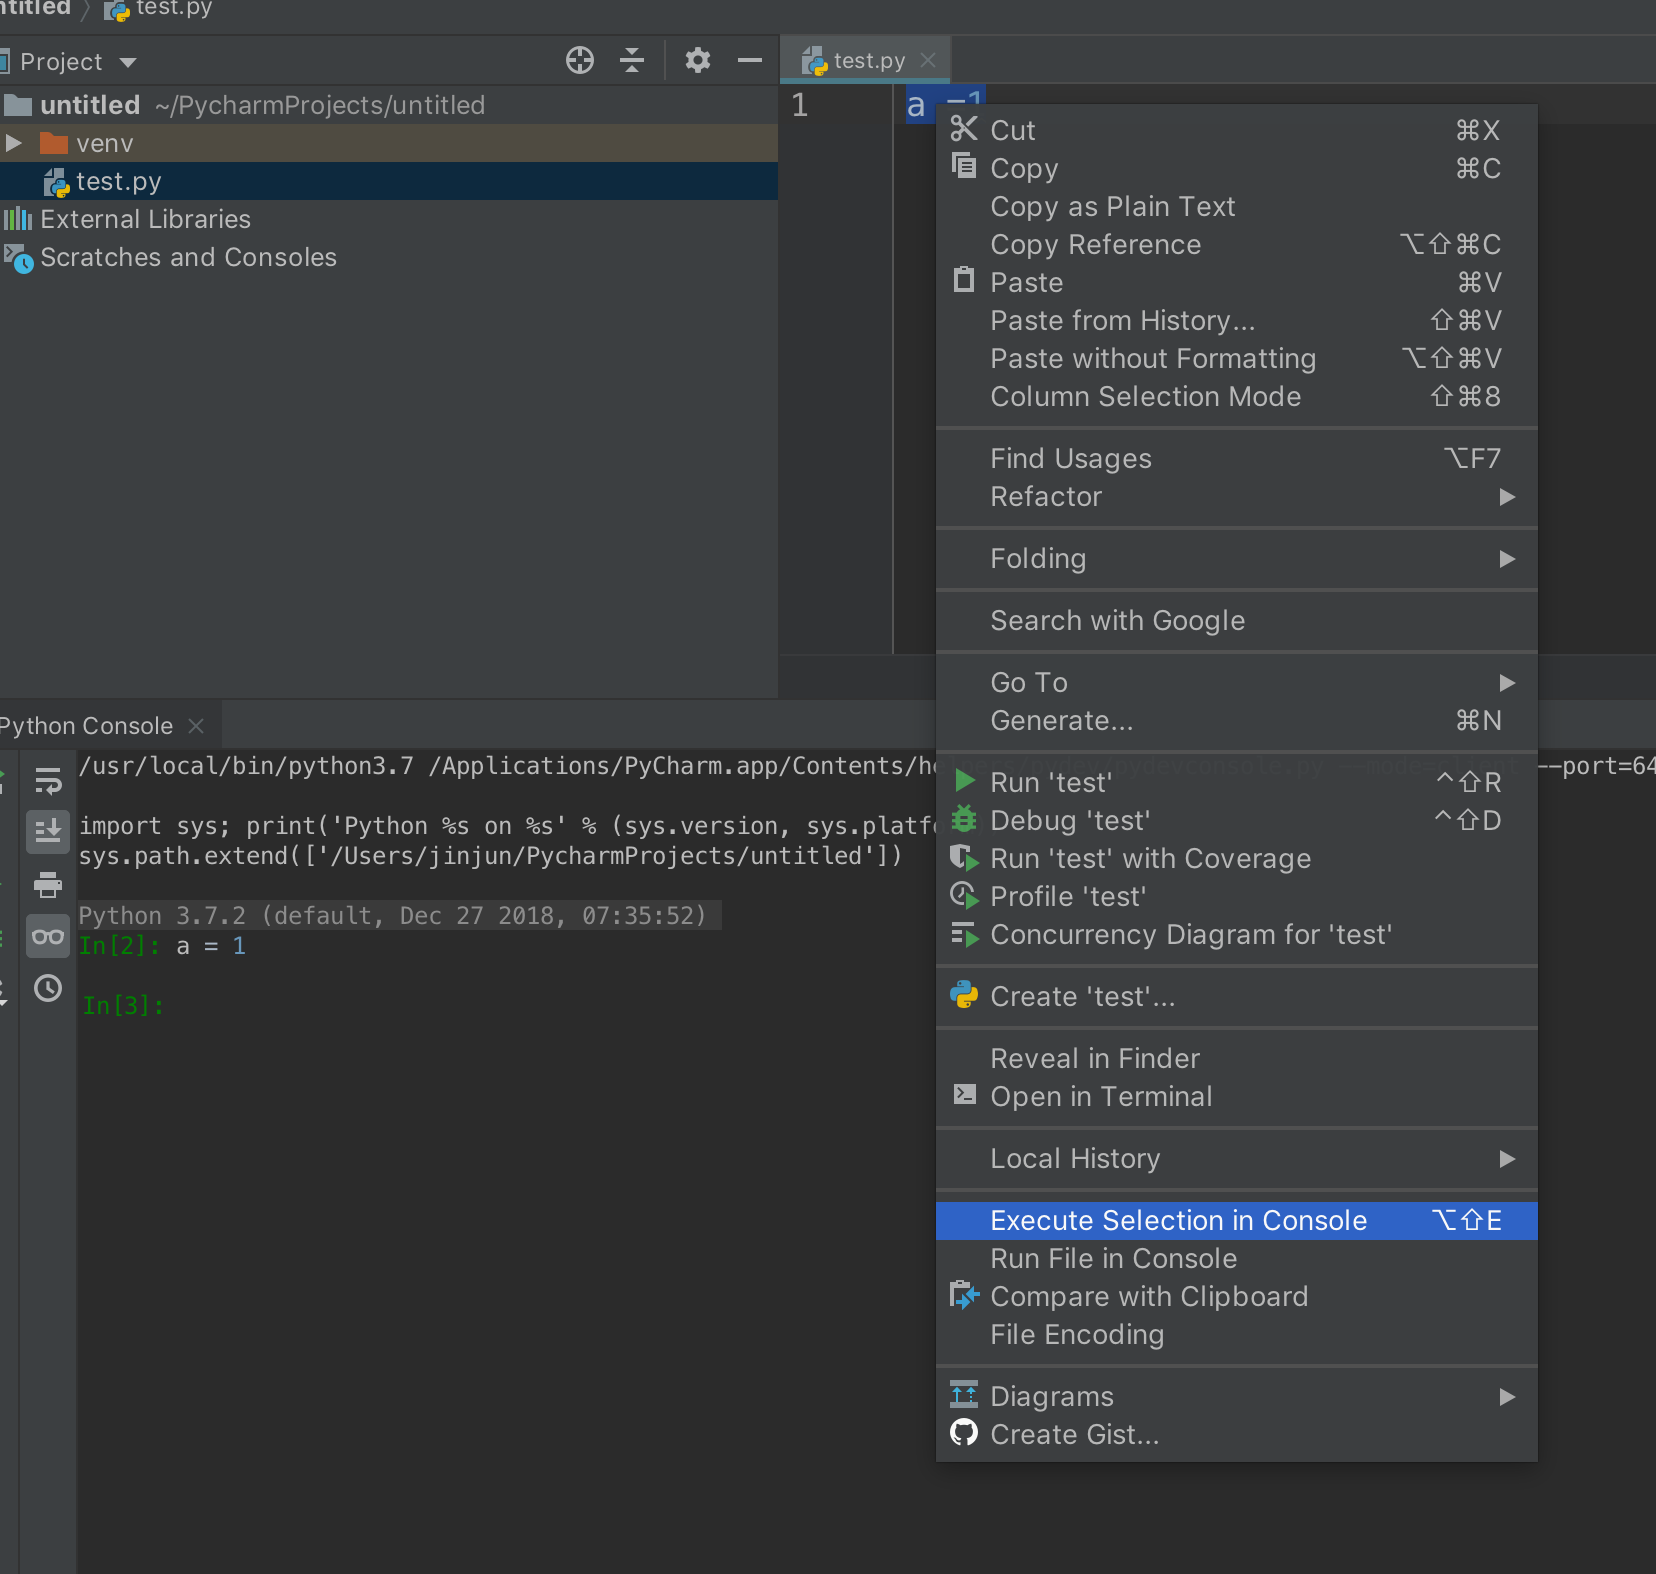 ntitled › test.py
Project
untitled ~/PycharmProjects/untitled
venv
test.py
External Libraries
Scratches and Consoles
test.py
1 a =1
Cut ⌘X
Copy ⌘C
Copy as Plain Text
Copy Reference ⌥⇧⌘C
Paste ⌘V
Paste from History... ⇧⌘V
Paste without Formatting ⌥⇧⌘V
Column Selection Mode ⇧⌘8
Find Usages ⌥F7
Refactor
Folding
Search with Google
Go To
Generate... ⌘N
Run 'test' ^⇧R
Debug 'test' ^⇧D
Run 'test' with Coverage
Profile 'test'
Concurrency Diagram for 'test'
Create 'test'...
Reveal in Finder
Open in Terminal
Local History
Execute Selection in Console ⌥⇧E
Run File in Console
Compare with Clipboard
File Encoding
Diagrams
Create Gist...
Python Console
/usr/local/bin/python3.7 /Applications/PyCharm.app/Contents/helpers/pydev/pydevconsole.py --mode=client --port=64
import sys; print('Python %s on %s' % (sys.version, sys.platf
sys.path.extend(['/Users/jinjun/PycharmProjects/untitled'])
Python 3.7.2 (default, Dec 27 2018, 07:35:52)
In[2]: a = 1
In[3]: